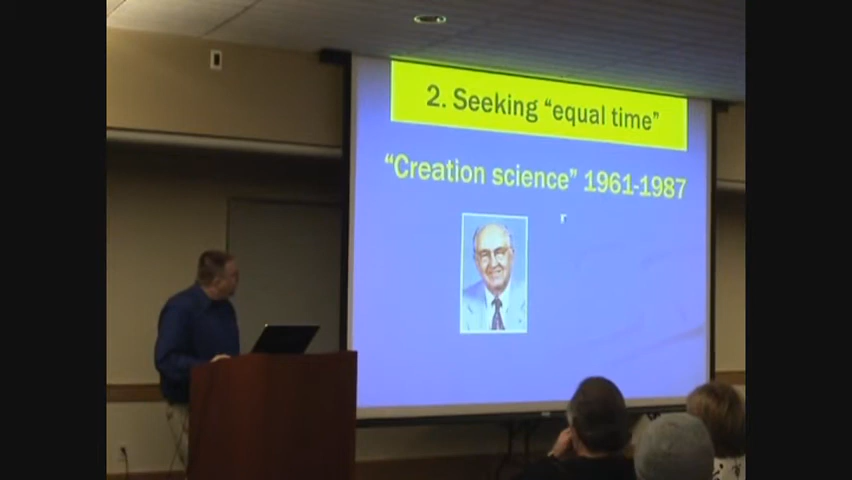 2. Seeking “equal time”
“Creation science” 1961-1987